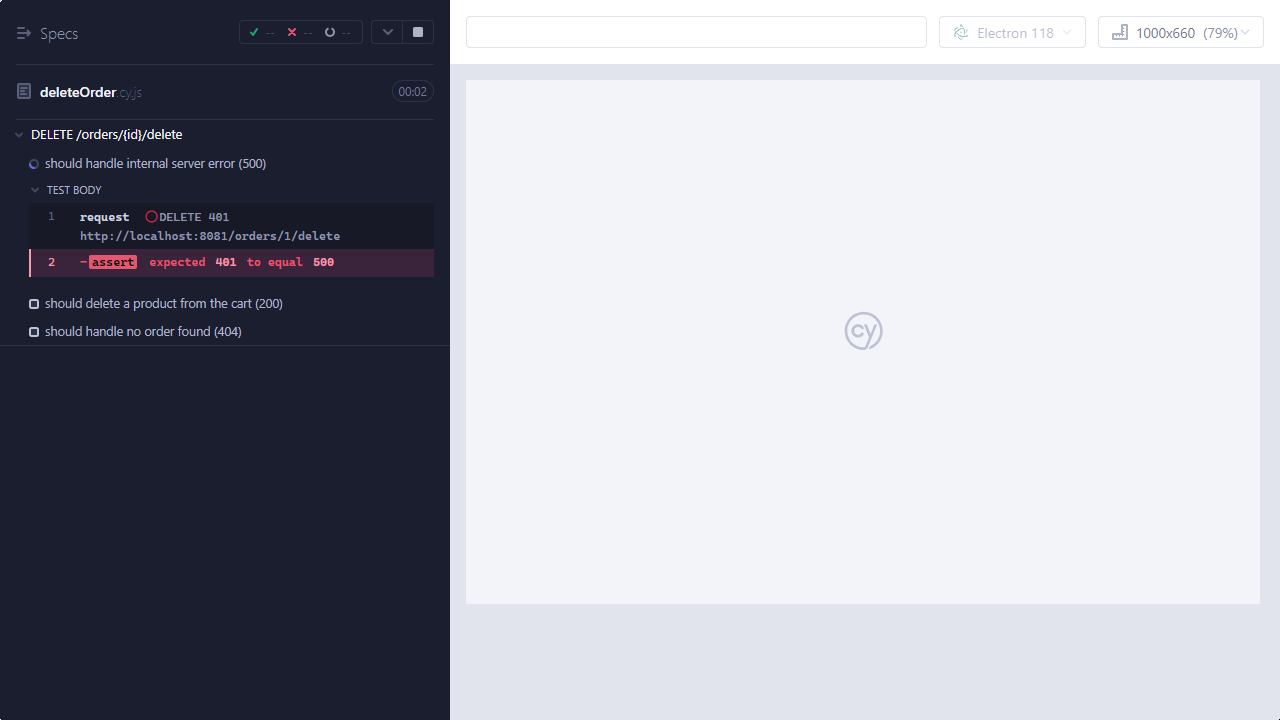 Specs
-- -- --
deleteOrder.cy.js
00:02
DELETE /orders/{id}/delete
should handle internal server error (500)
TEST BODY
1 request DELETE 401
http://localhost:8081/orders/1/delete
2 -assert expected 401 to equal 500
should delete a product from the cart (200)
should handle no order found (404)
Electron 118
1000x660 (79%)
cy